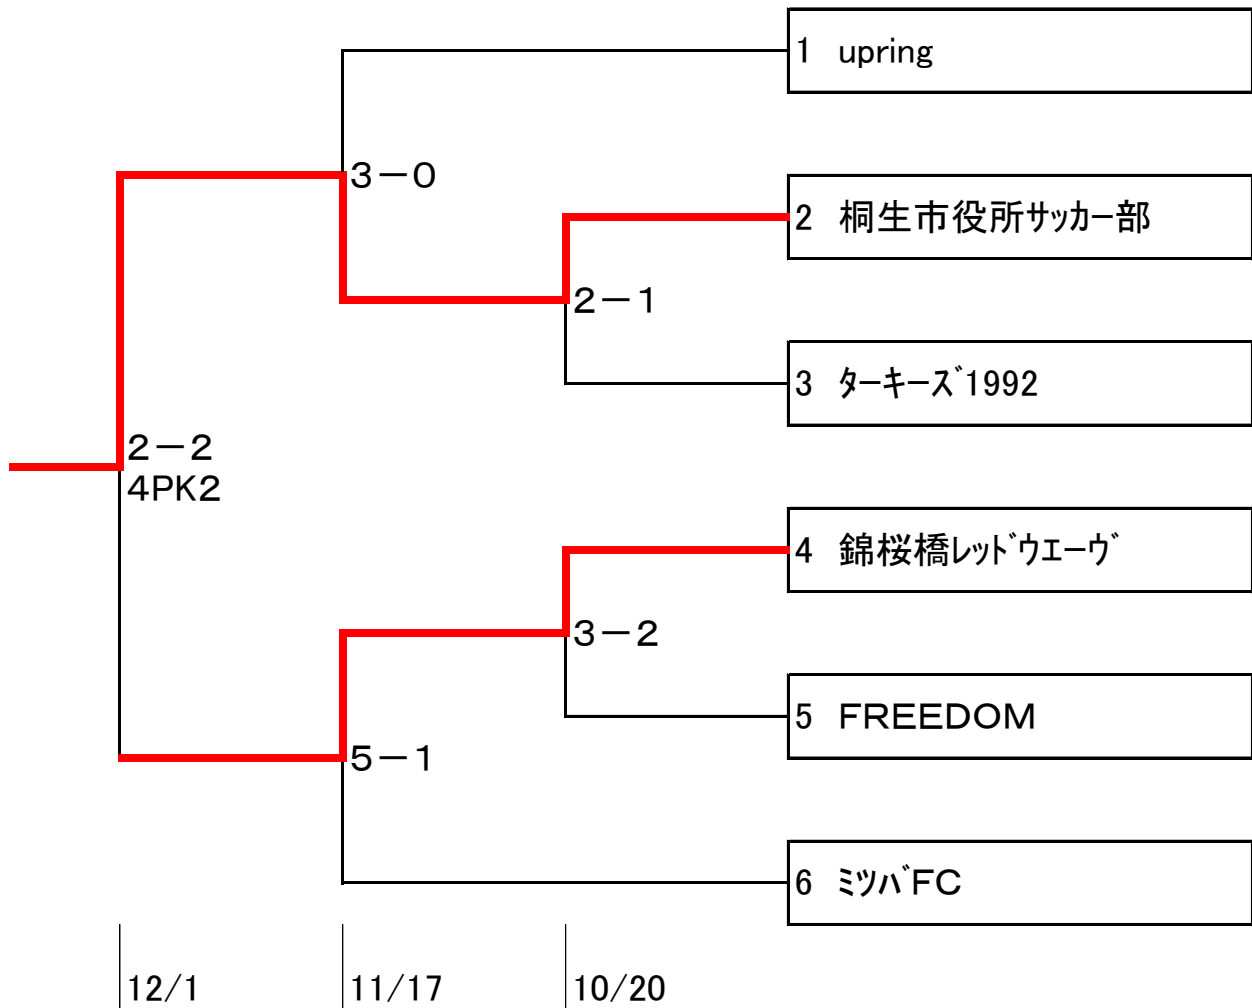 1 upring
3－0
2 桐生市役所ｻｯｶｰ部
2－1
3 ﾀｰｷｰｽﾞ1992
2－2
4PK2
4 錦桜橋ﾚｯﾄﾞｳｴｰｳﾞ
3－2
5 FREEDOM
5－1
6 ﾐﾂﾊﾞFC
12/1 11/17 10/20